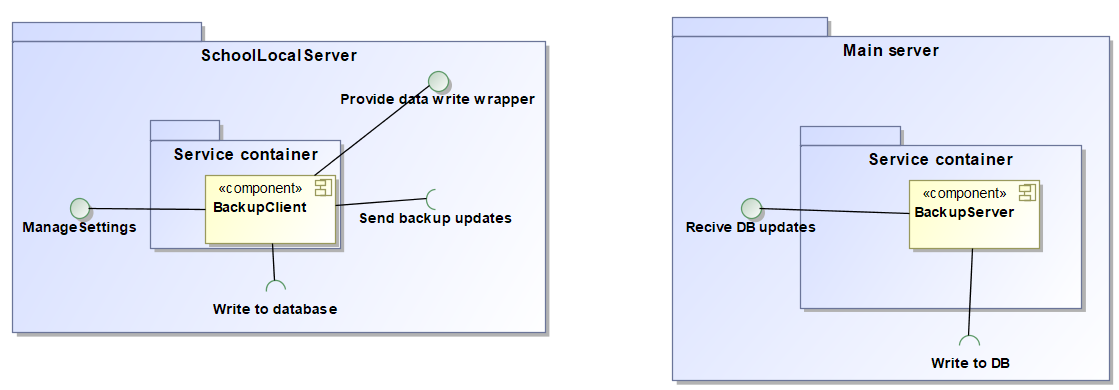 SchoolLocalServer
Provide data write wrapper
Service container
«component»
BackupClient
ManageSettings
Send backup updates
Write to database
Main server
Service container
«component»
BackupServer
Recive DB updates
Write to DB